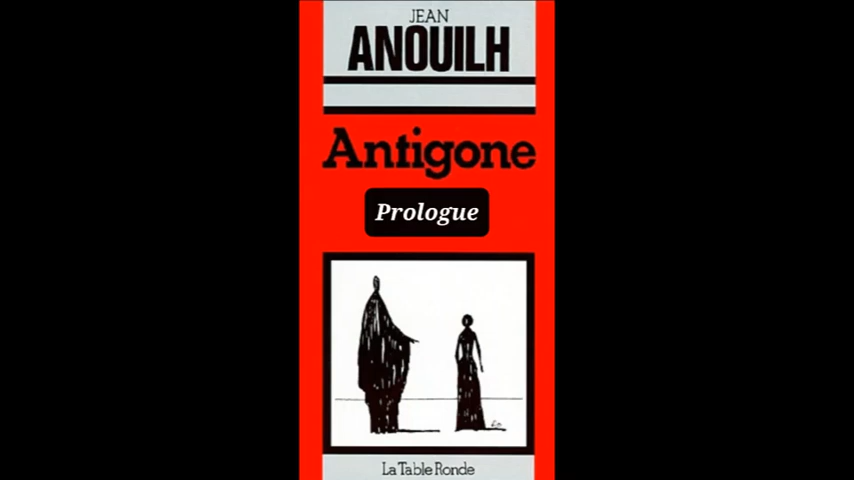 JEAN
ANOUILH
Antigone
Prologue
La Table Ronde